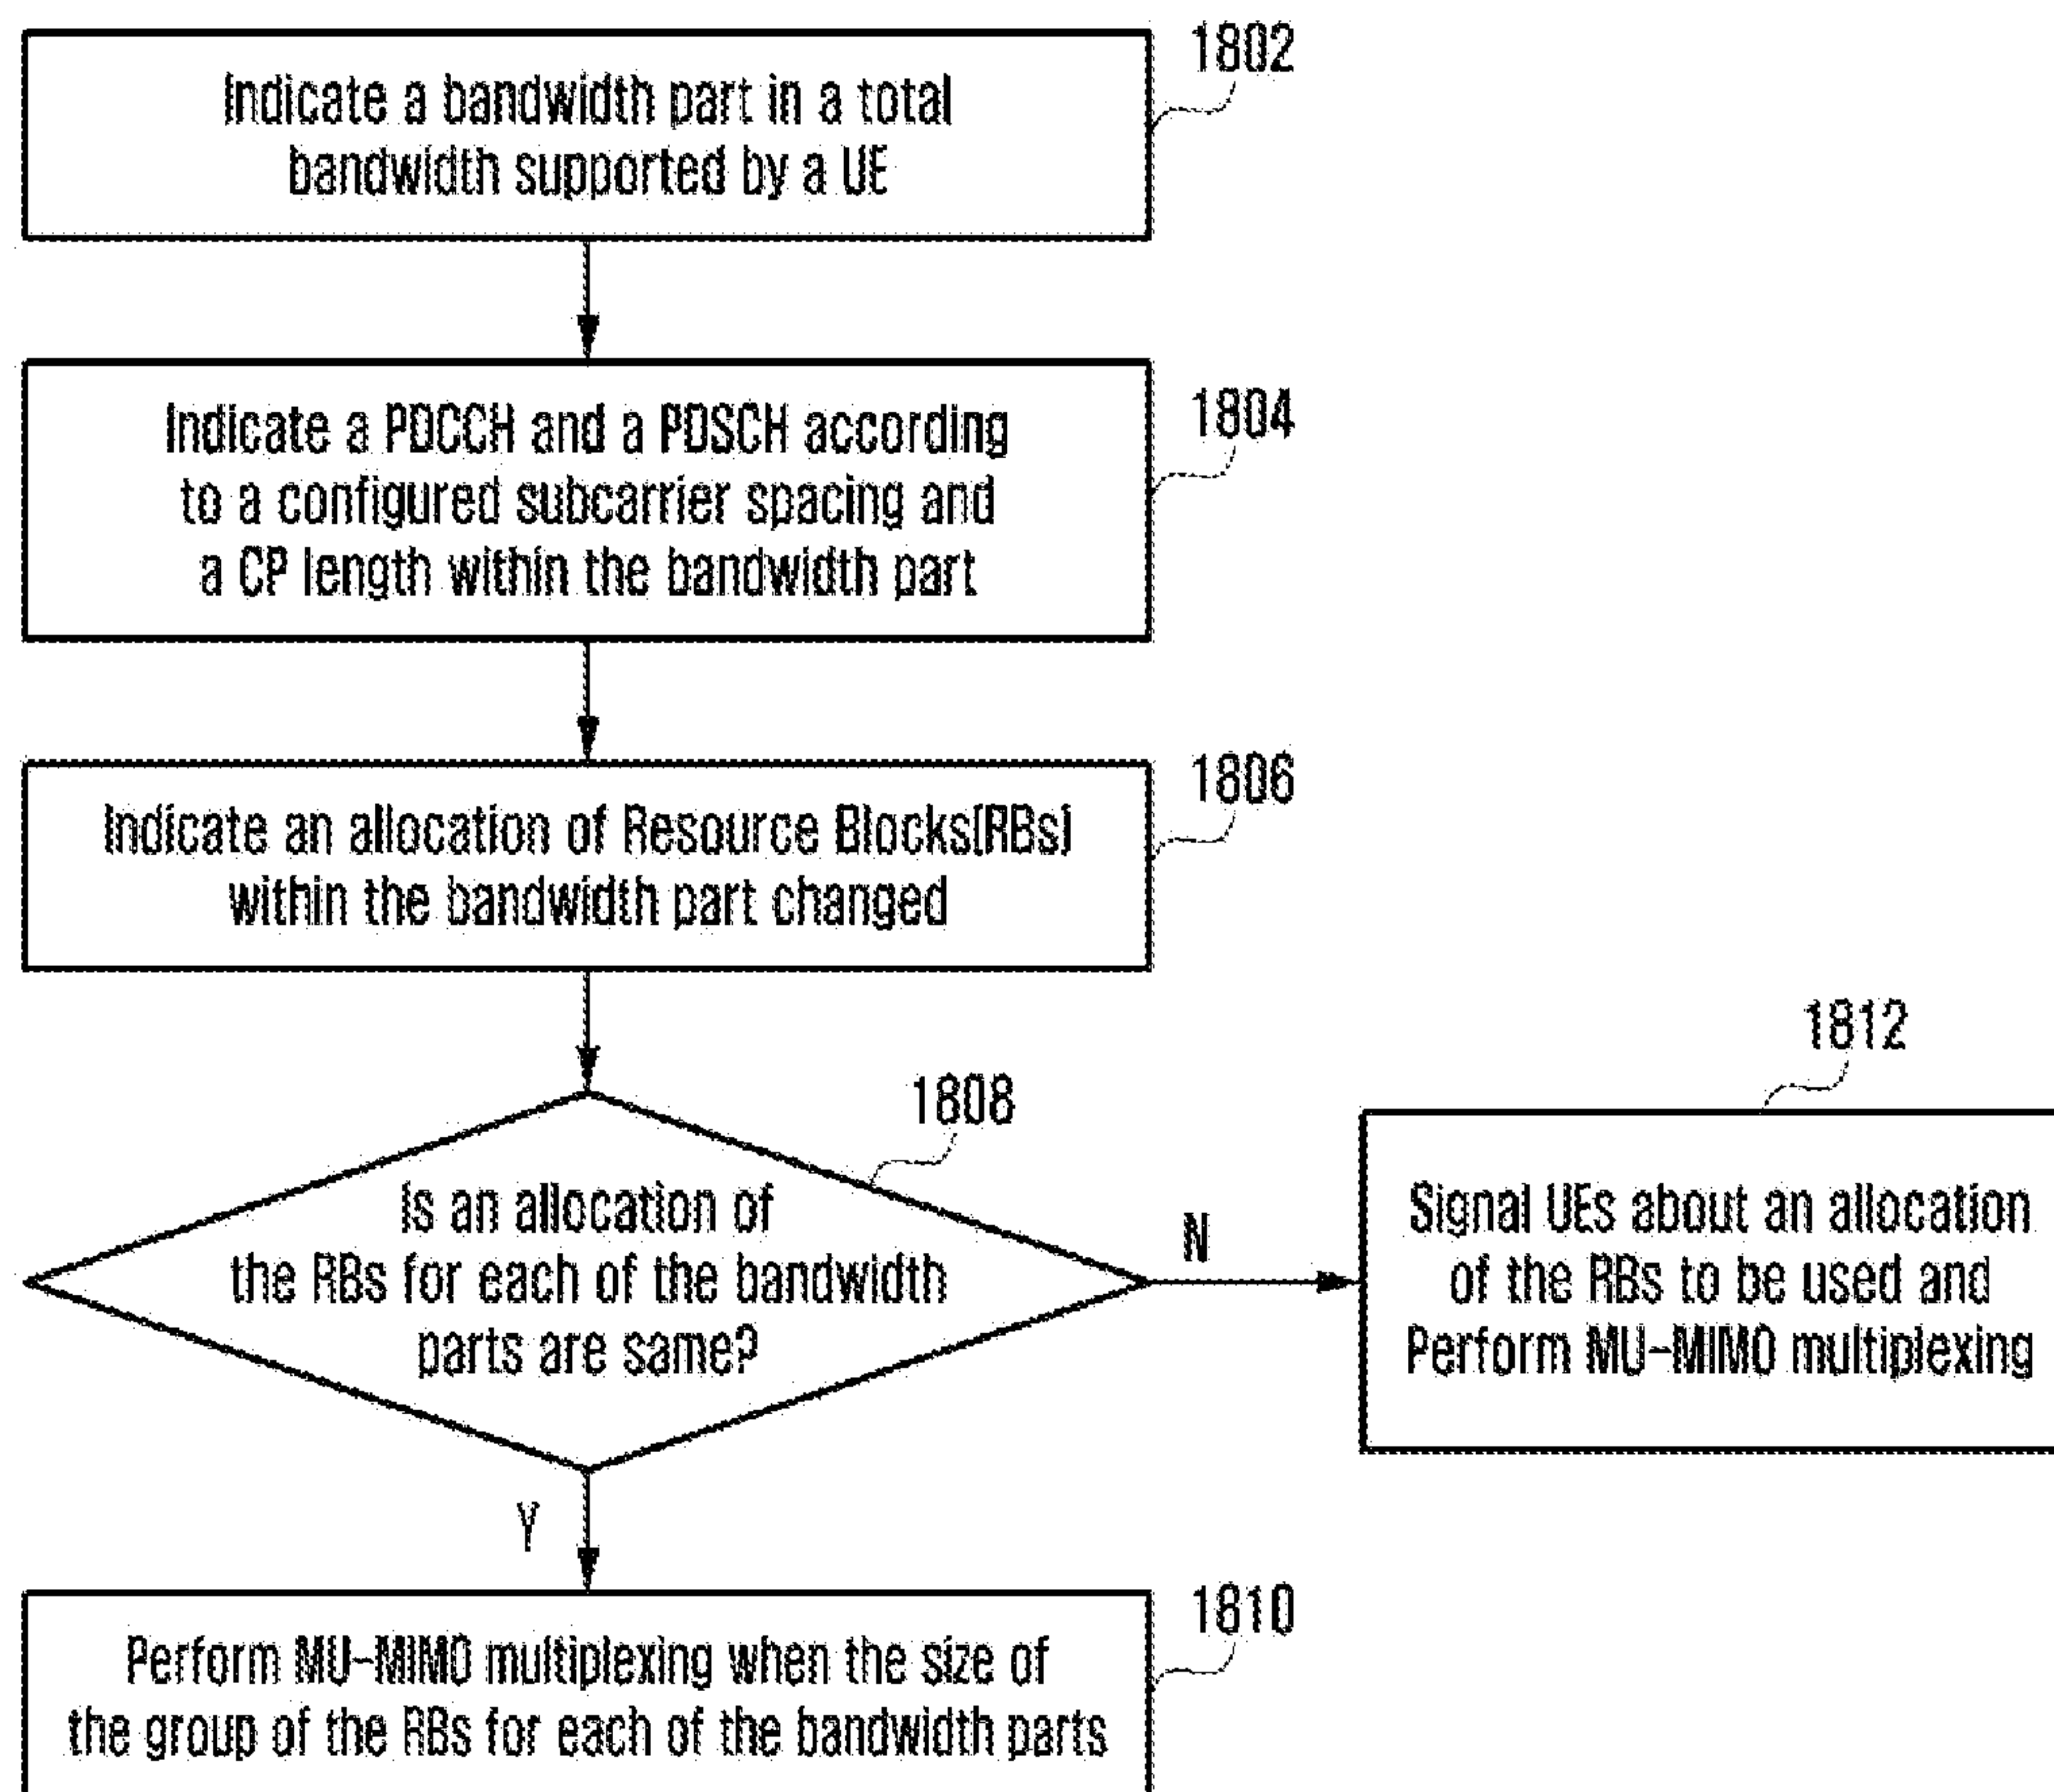 1802
Indicate a bandwidth part in a total
bandwidth supported by a UE
1804
Indicate a PDCCH and a PDSCH according
to a configured subcarrier spacing and
a CP length within the bandwidth part
1806
Indicate an allocation of Resource Blocks(RBs)
within the bandwidth part changed
1808
Is an allocation of
the RBs for each of the bandwidth
parts are same?
N
1812
Signal UEs about an allocation
of the RBs to be used and
Perform MU-MIMO multiplexing
Y
1810
Perform MU-MIMO multiplexing when the size of
the group of the RBs for each of the bandwidth parts